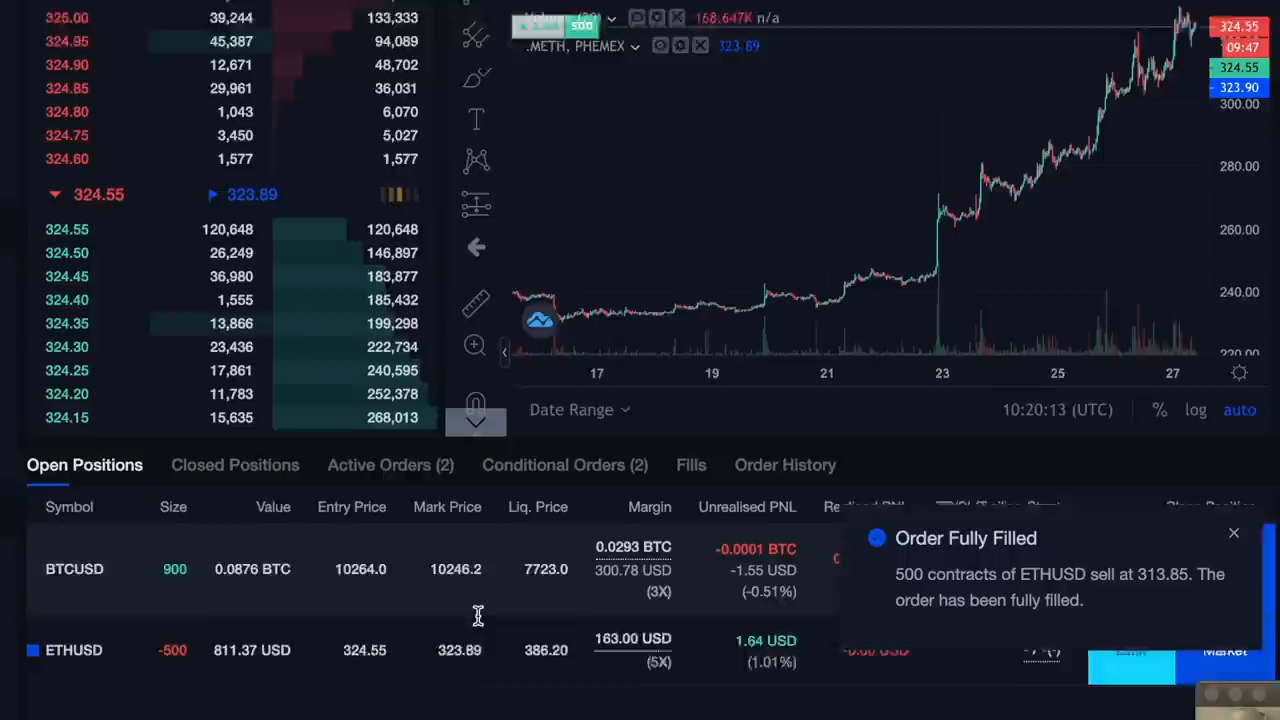 325.00 39,244 133,333
324.95 45,387 94,089
324.90 12,671 48,702
324.85 29,961 36,031
324.80 1,043 6,070
324.75 3,450 5,027
324.60 1,577 1,577
324.55 323.89
324.55 120,648 120,648
324.50 26,249 146,897
324.45 36,980 183,877
324.40 1,555 185,432
324.35 13,866 199,298
324.30 23,436 222,734
324.25 17,861 240,595
324.20 11,783 252,378
324.15 15,635 268,013
500
168.647K n/a
.METH, PHEMEX 323.89
324.55
09:47
324.55
323.90
300.00
280.00
260.00
240.00
220.00
17 19 21 23 25 27
Date Range 10:20:13 (UTC) % log auto
Open Positions Closed Positions Active Orders (2) Conditional Orders (2) Fills Order History
Symbol Size Value Entry Price Mark Price Liq. Price Margin Unrealised PNL
BTCUSD 900 0.0876 BTC 10264.0 10246.2 7723.0
0.0293 BTC
300.78 USD
(3X)
-0.0001 BTC
-1.55 USD
(-0.51%)
ETHUSD -500 811.37 USD 324.55 323.89 386.20
163.00 USD
(5X)
1.64 USD
(1.01%)
Order Fully Filled
500 contracts of ETHUSD sell at 313.85. The
order has been fully filled.
Market